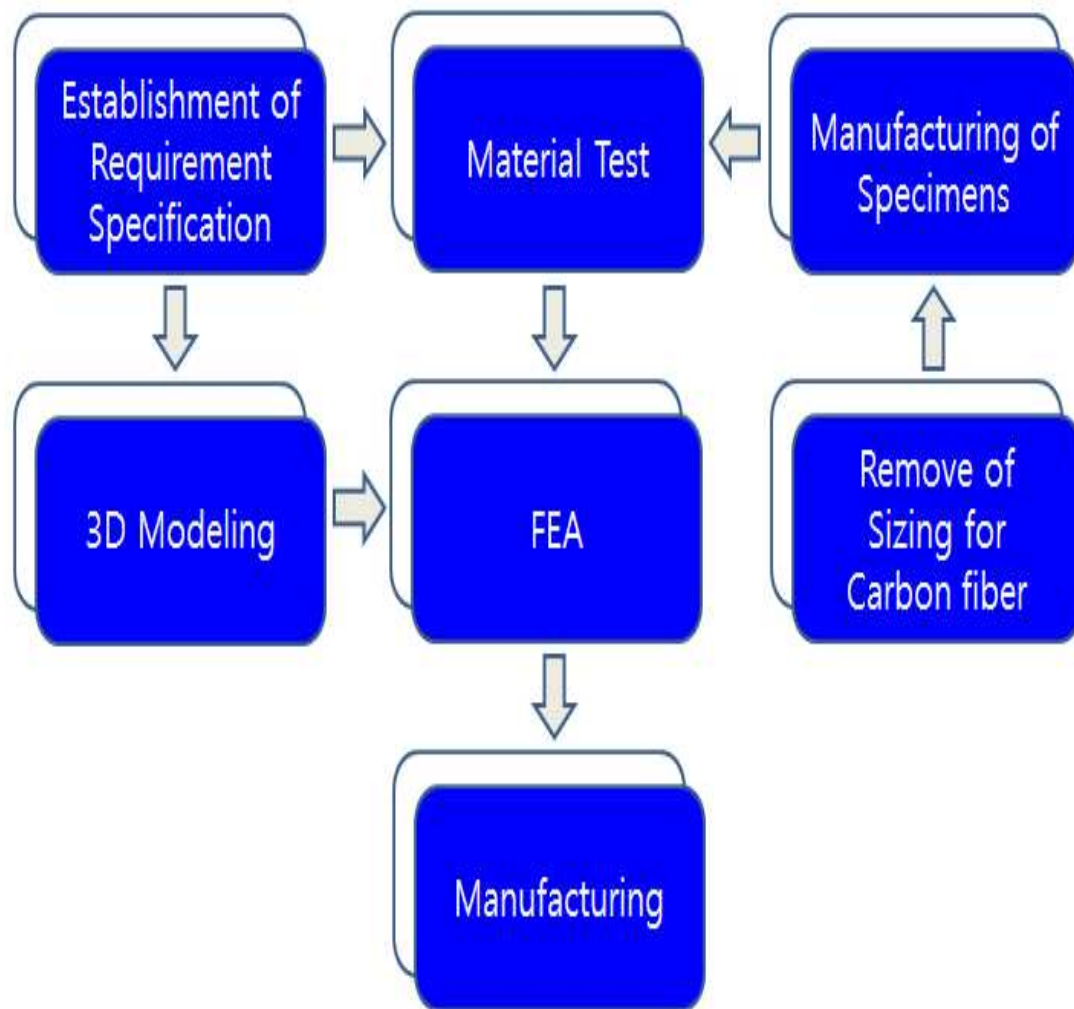 Establishment of
Requirement
Specification
Material Test
Manufacturing of
Specimens
3D Modeling
FEA
Remove of
Sizing for
Carbon fiber
Manufacturing